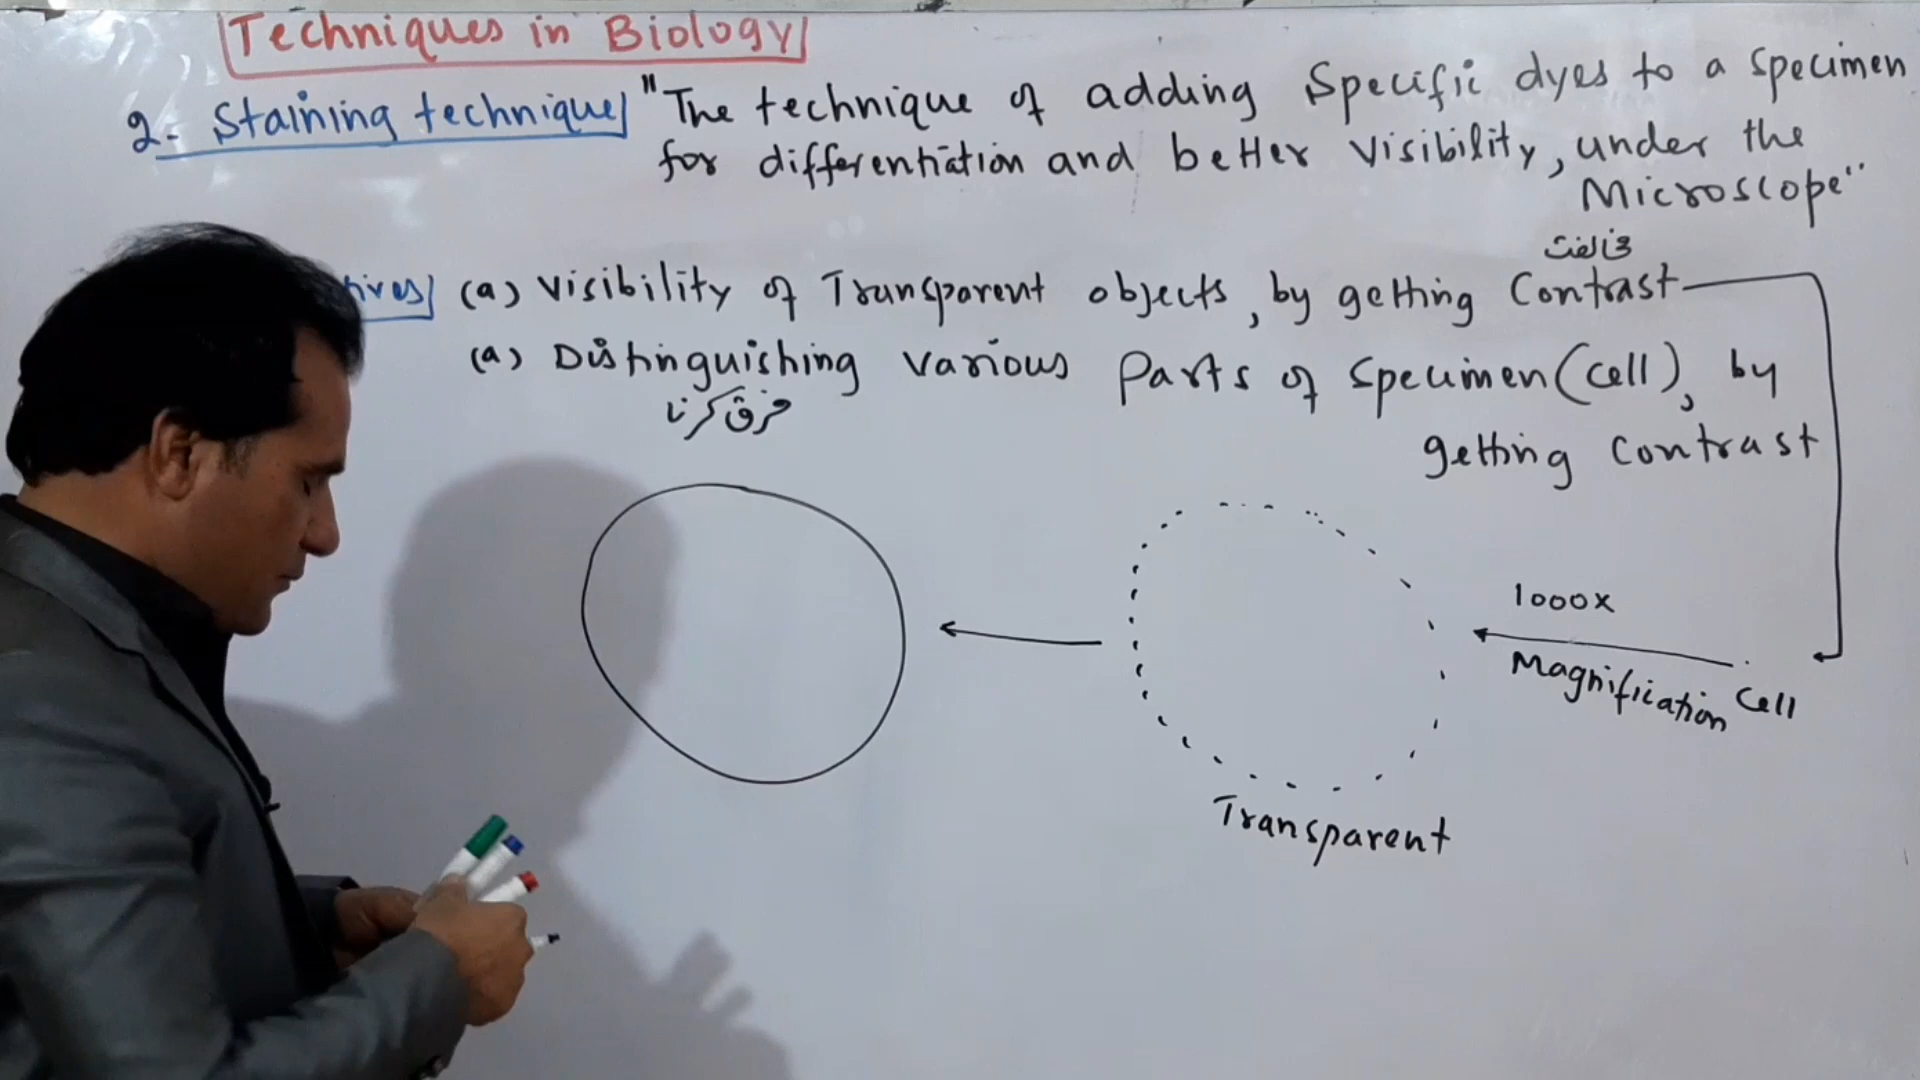 Techniques in Biology
2- Staining technique "The technique of adding Specific dyes to a specimen
for differentiation and better visibility, under the
Microscope"
تخالف
tives (a) Visibility of Transparent objects, by getting Contrast
(a) Distinguishing various Parts of Specimen (cell), by
فرق کرنا
getting contrast
1000x
Magnification
Cell
Transparent